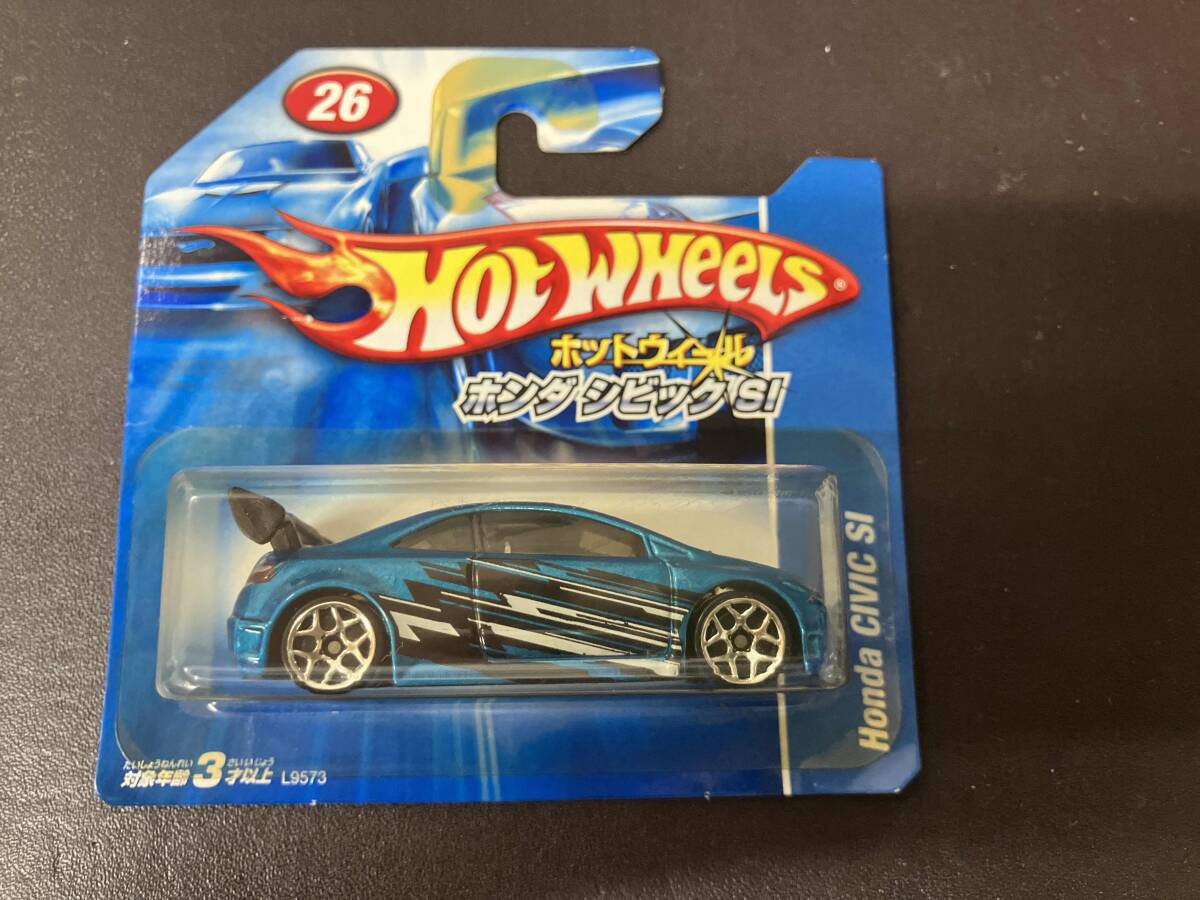 26
HOT WHEELS ®
ホットウィール
ホンダ シビック SI
Honda CIVIC SI
たいしょうねんれい さいいじょう
対象年齢 3才以上 L9573